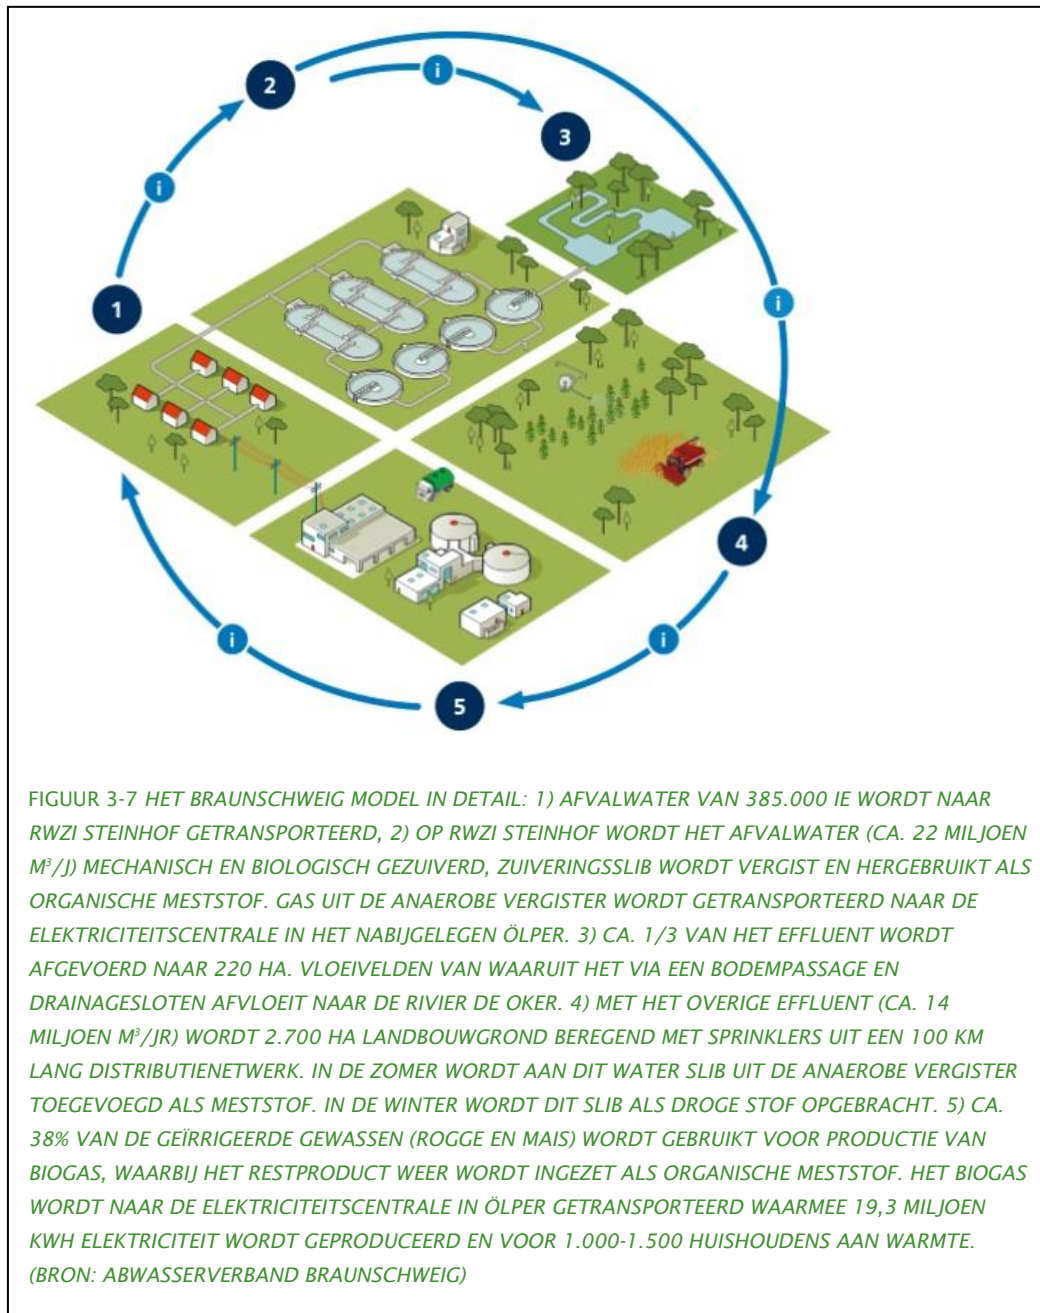 2
i
3
i
1
i
4
i
i
5
FIGUUR 3-7 HET BRAUNSCHWEIG MODEL IN DETAIL: 1) AFVALWATER VAN 385.000 IE WORDT NAAR
RWZI STEINHOF GETRANSPORTEERD, 2) OP RWZI STEINHOF WORDT HET AFVALWATER (CA. 22 MILJOEN
M³/J) MECHANISCH EN BIOLOGISCH GEZUIVERD, ZUIVERINGSSLIB WORDT VERGIST EN HERGEBRUIKT ALS
ORGANISCHE MESTSTOF. GAS UIT DE ANAEROBE VERGISTER WORDT GETRANSPORTEERD NAAR DE
ELEKTRICITEITSCENTRALE IN HET NABIJGELEGEN ÖLPER. 3) CA. 1/3 VAN HET EFFLUENT WORDT
AFGEVOERD NAAR 220 HA. VLOEIVELDEN VAN WAARUIT HET VIA EEN BODEMPASSAGE EN
DRAINAGESLOTEN AFVLOEIT NAAR DE RIVIER DE OKER. 4) MET HET OVERIGE EFFLUENT (CA. 14
MILJOEN M³/JR) WORDT 2.700 HA LANDBOUWGROND BEREGEND MET SPRINKLERS UIT EEN 100 KM
LANG DISTRIBUTIENETWERK. IN DE ZOMER WORDT AAN DIT WATER SLIB UIT DE ANAEROBE VERGISTER
TOEGEVOEGD ALS MESTSTOF. IN DE WINTER WORDT DIT SLIB ALS DROGE STOF OPGEBRACHT. 5) CA.
38% VAN DE GEÏRRIGEERDE GEWASSEN (ROGGE EN MAIS) WORDT GEBRUIKT VOOR PRODUCTIE VAN
BIOGAS, WAARBIJ HET RESTPRODUCT WEER WORDT INGEZET ALS ORGANISCHE MESTSTOF. HET BIOGAS
WORDT NAAR DE ELEKTRICITEITSCENTRALE IN ÖLPER GETRANSPORTEERD WAARMEE 19,3 MILJOEN
KWH ELEKTRICITEIT WORDT GEPRODUCEERD EN VOOR 1.000-1.500 HUISHOUDENS AAN WARMTE.
(BRON: ABWASSERVERBAND BRAUNSCHWEIG)